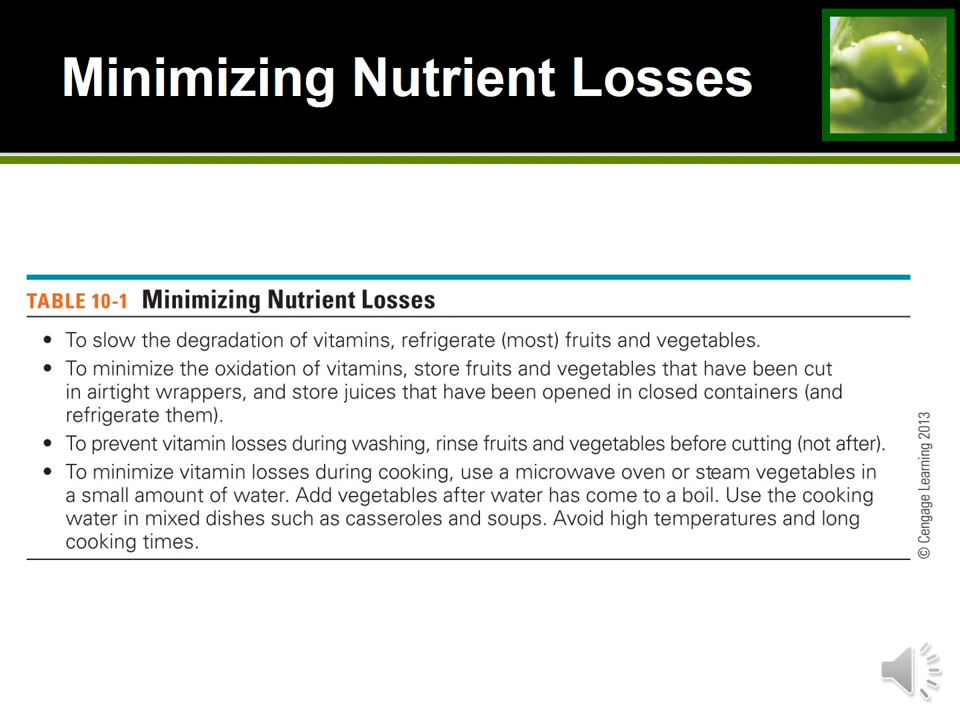 Minimizing Nutrient Losses
TABLE 10-1 Minimizing Nutrient Losses
• To slow the degradation of vitamins, refrigerate (most) fruits and vegetables.
• To minimize the oxidation of vitamins, store fruits and vegetables that have been cut
in airtight wrappers, and store juices that have been opened in closed containers (and
refrigerate them).
• To prevent vitamin losses during washing, rinse fruits and vegetables before cutting (not after).
• To minimize vitamin losses during cooking, use a microwave oven or steam vegetables in
a small amount of water. Add vegetables after water has come to a boil. Use the cooking
water in mixed dishes such as casseroles and soups. Avoid high temperatures and long
cooking times.
© Cengage Learning 2013